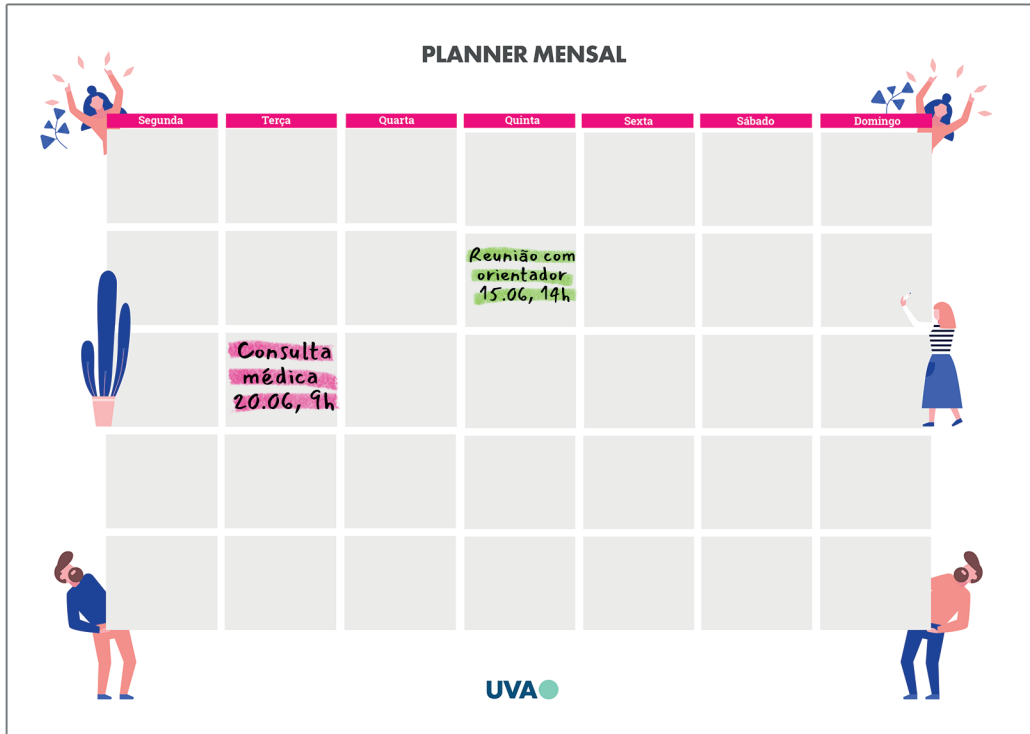 PLANNER MENSAL
Segunda Terça Quarta Quinta Sexta Sábado Domingo
Reunião com
orientador
15.06, 14h
Consulta
médica
20.06, 9h
UVA